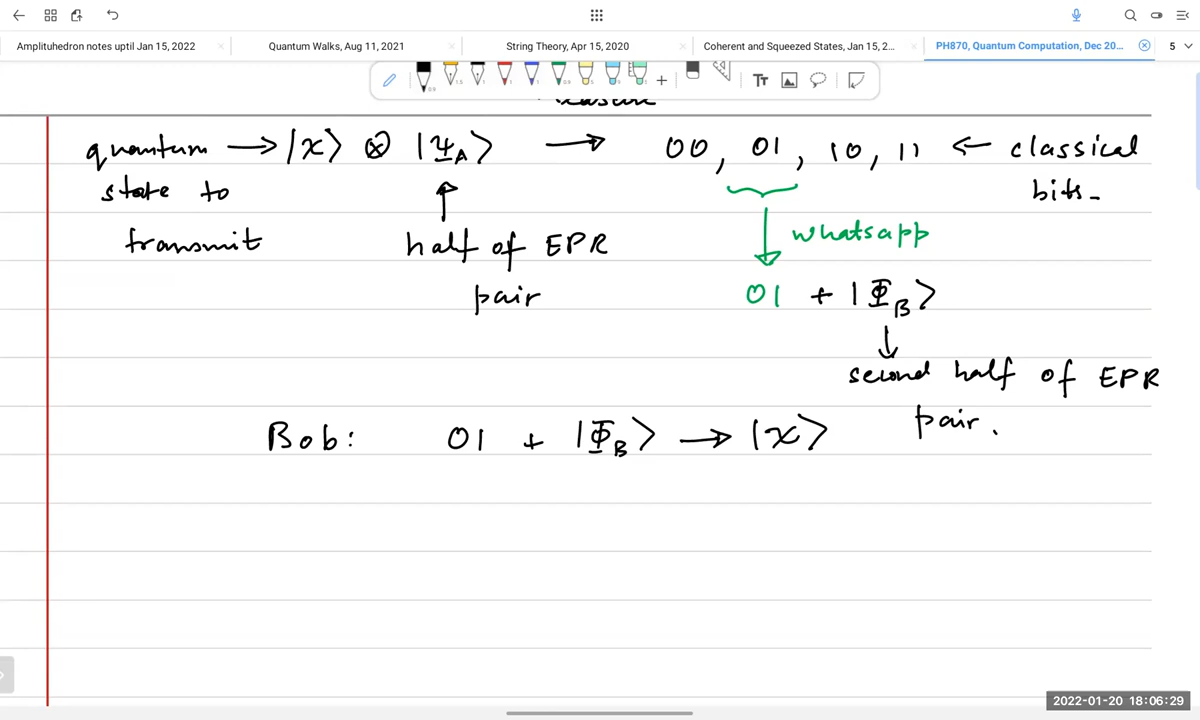 Amplituhedron notes uptil Jan 15, 2022
Quantum Walks, Aug 11, 2021
String Theory, Apr 15, 2020
Coherent and Squeezed States, Jan 15, 2...
PH870, Quantum Computation, Dec 20...
5
Tт
quantum → |χ⟩ ⊗ |Ψ_A⟩ → 00, 01, 10, 11 ← classical
state to bits.
transmit half of EPR whatsapp
pair 01 + |Φ_B⟩
second half of EPR
pair.
Bob: 01 + |Φ_B⟩ → |χ⟩
2022-01-20 18:06:29